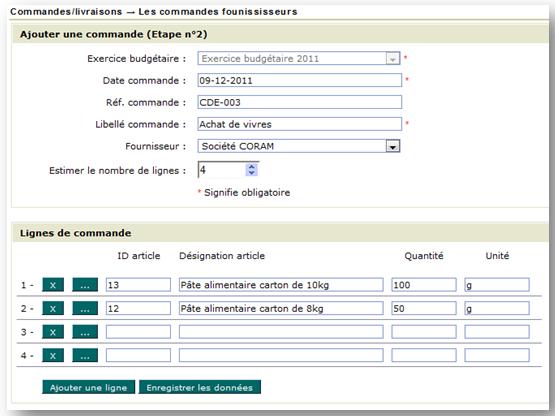 Commandes/livraisons → Les commandes founississeurs
Ajouter une commande (Etape n°2)
Exercice budgétaire : Exercice budgétaire 2011 *
Date commande : 09-12-2011 *
Réf. commande : CDE-003
Libellé commande : Achat de vivres *
Fournisseur : Société CORAM
Estimer le nombre de lignes : 4
* Signifie obligatoire
Lignes de commande
ID article Désignation article Quantité Unité
1 - X ... 13 Pâte alimentaire carton de 10kg 100 g
2 - X ... 12 Pâte alimentaire carton de 8kg 50 g
3 - X ...
4 - X ...
Ajouter une ligne Enregistrer les données